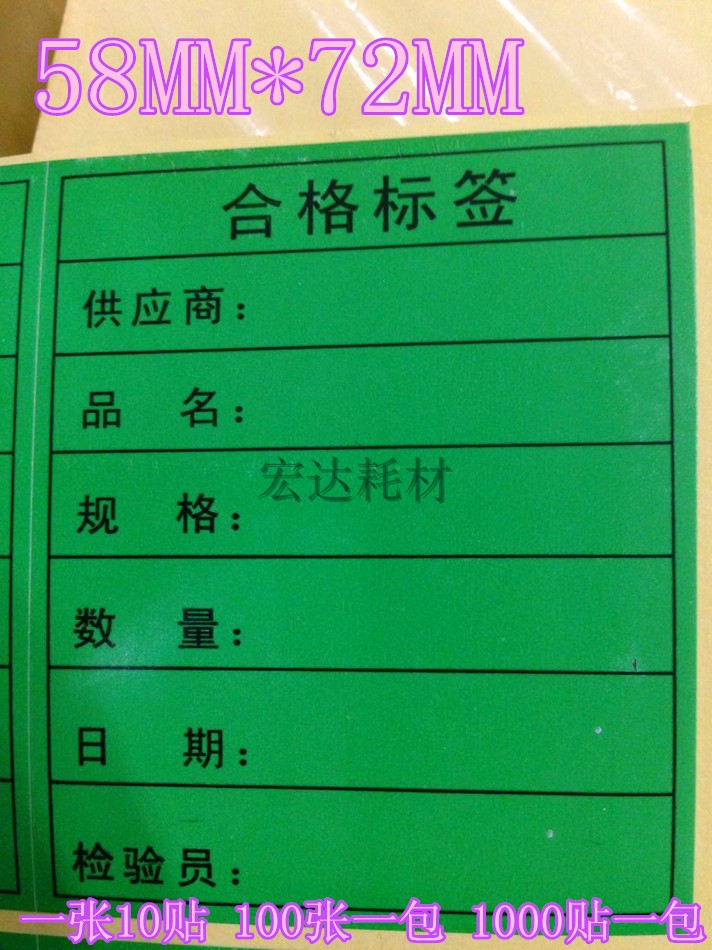 58MM*72MM
合格标签
供应商：
品 名：
宏达耗材
规 格：
数 量：
日 期：
检验员：
一张10贴 100张一包 1000贴一包